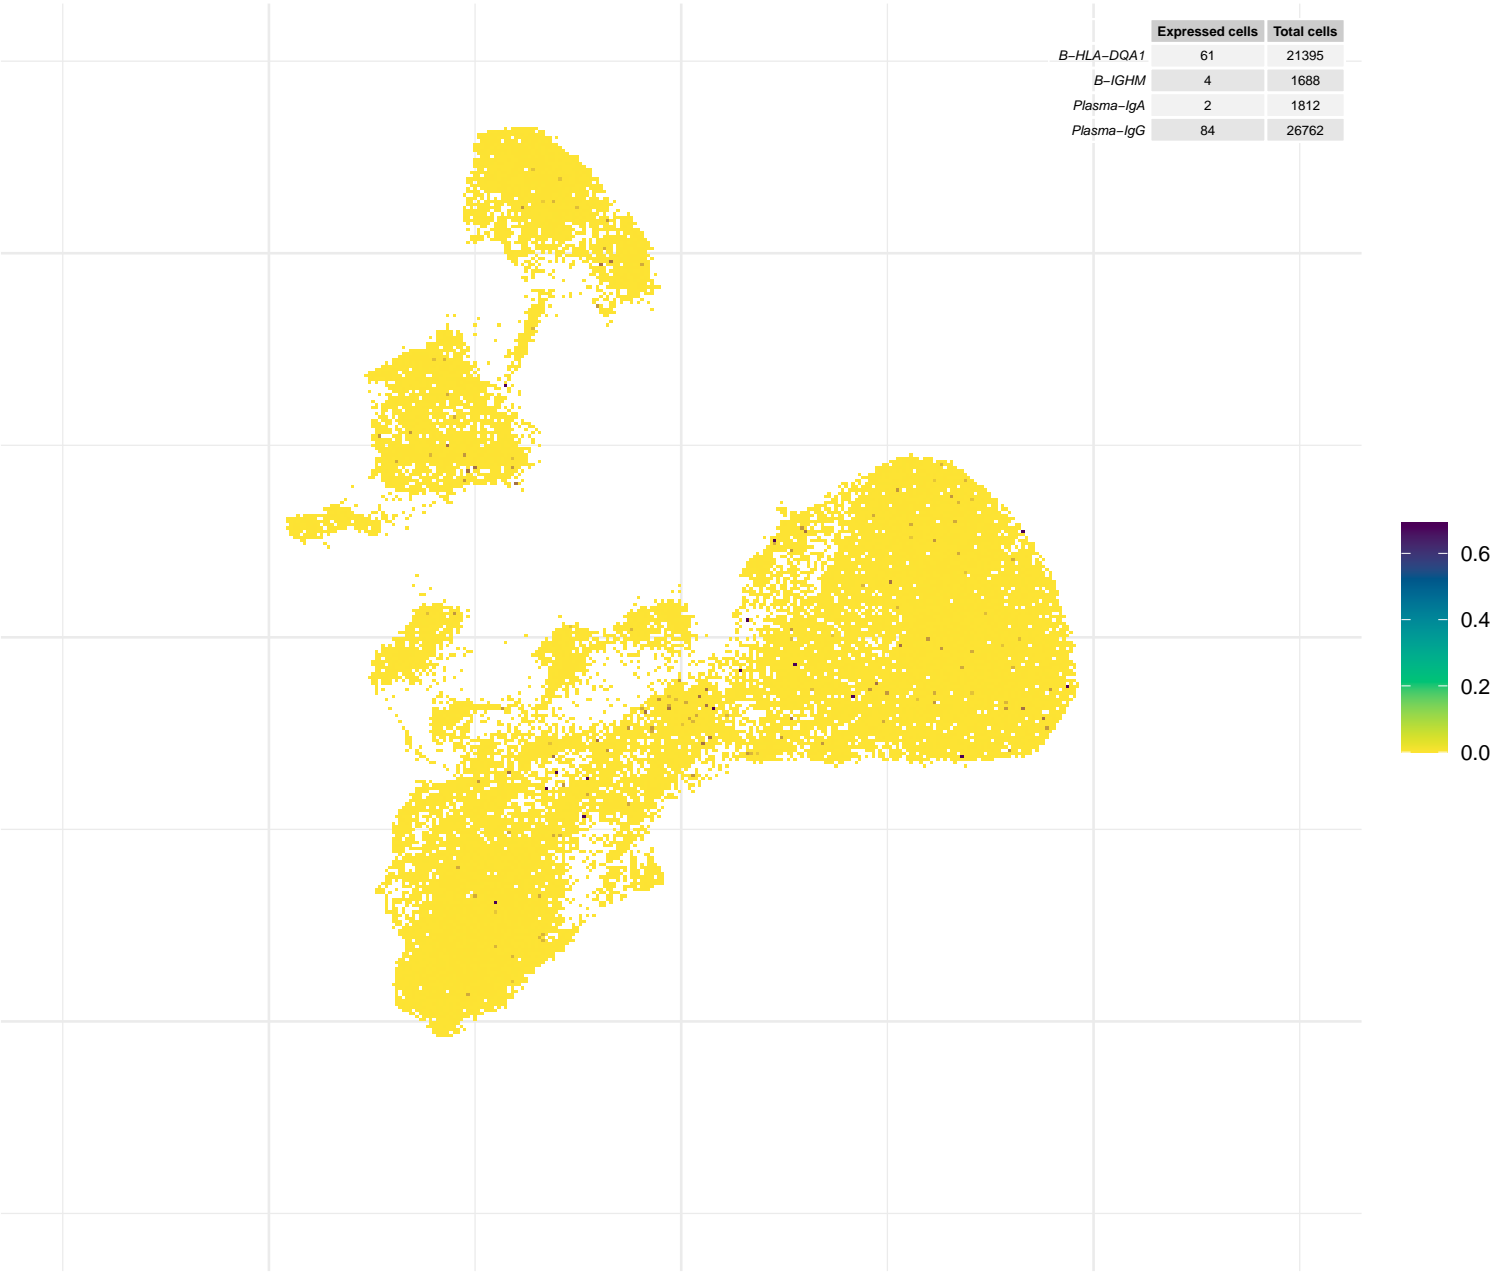 Expressed cells Total cells
B−HLA−DQA1 61 21395
B−IGHM 4 1688
Plasma−IgA 2 1812
Plasma−IgG 84 26762
0.6
0.4
0.2
0.0